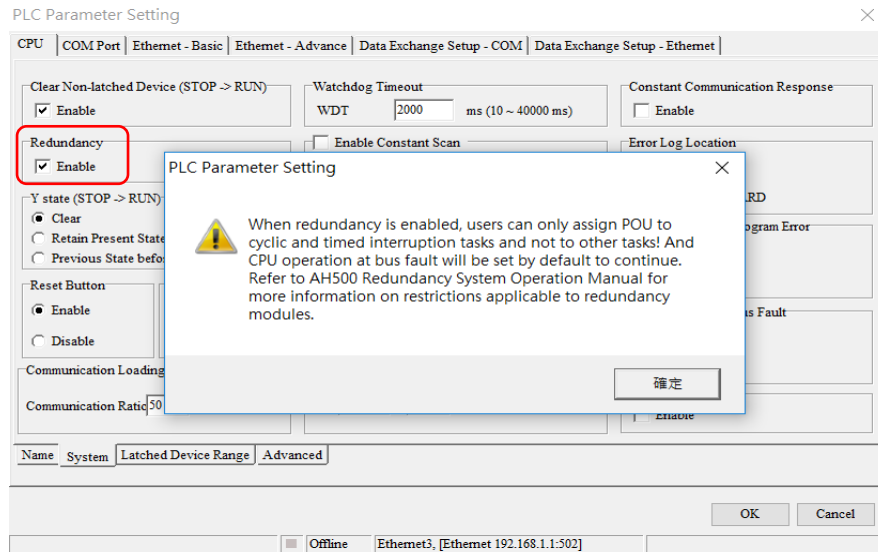 PLC Parameter Setting
CPU COM Port Ethernet - Basic Ethernet - Advance Data Exchange Setup - COM Data Exchange Setup - Ethernet
Clear Non-latched Device (STOP -> RUN) Watchdog Timeout Constant Communication Response
Enable WDT 2000 ms (10 ~ 40000 ms) Enable
Redundancy Enable Constant Scan Error Log Location
Enable
PLC Parameter Setting
When redundancy is enabled, users can only assign POU to
cyclic and timed interruption tasks and not to other tasks! And
CPU operation at bus fault will be set by default to continue.
Refer to AH500 Redundancy System Operation Manual for
more information on restrictions applicable to redundancy
modules.
確定
Y state (STOP -> RUN)
Clear
Retain Present State
Previous State
Reset Button
Enable
Disable
Communication Loading
Communication Ratio 50
Error
Fault
Enable
Name System Latched Device Range Advanced
OK Cancel
Offline Ethernet3, [Ethernet 192.168.1.1:502]